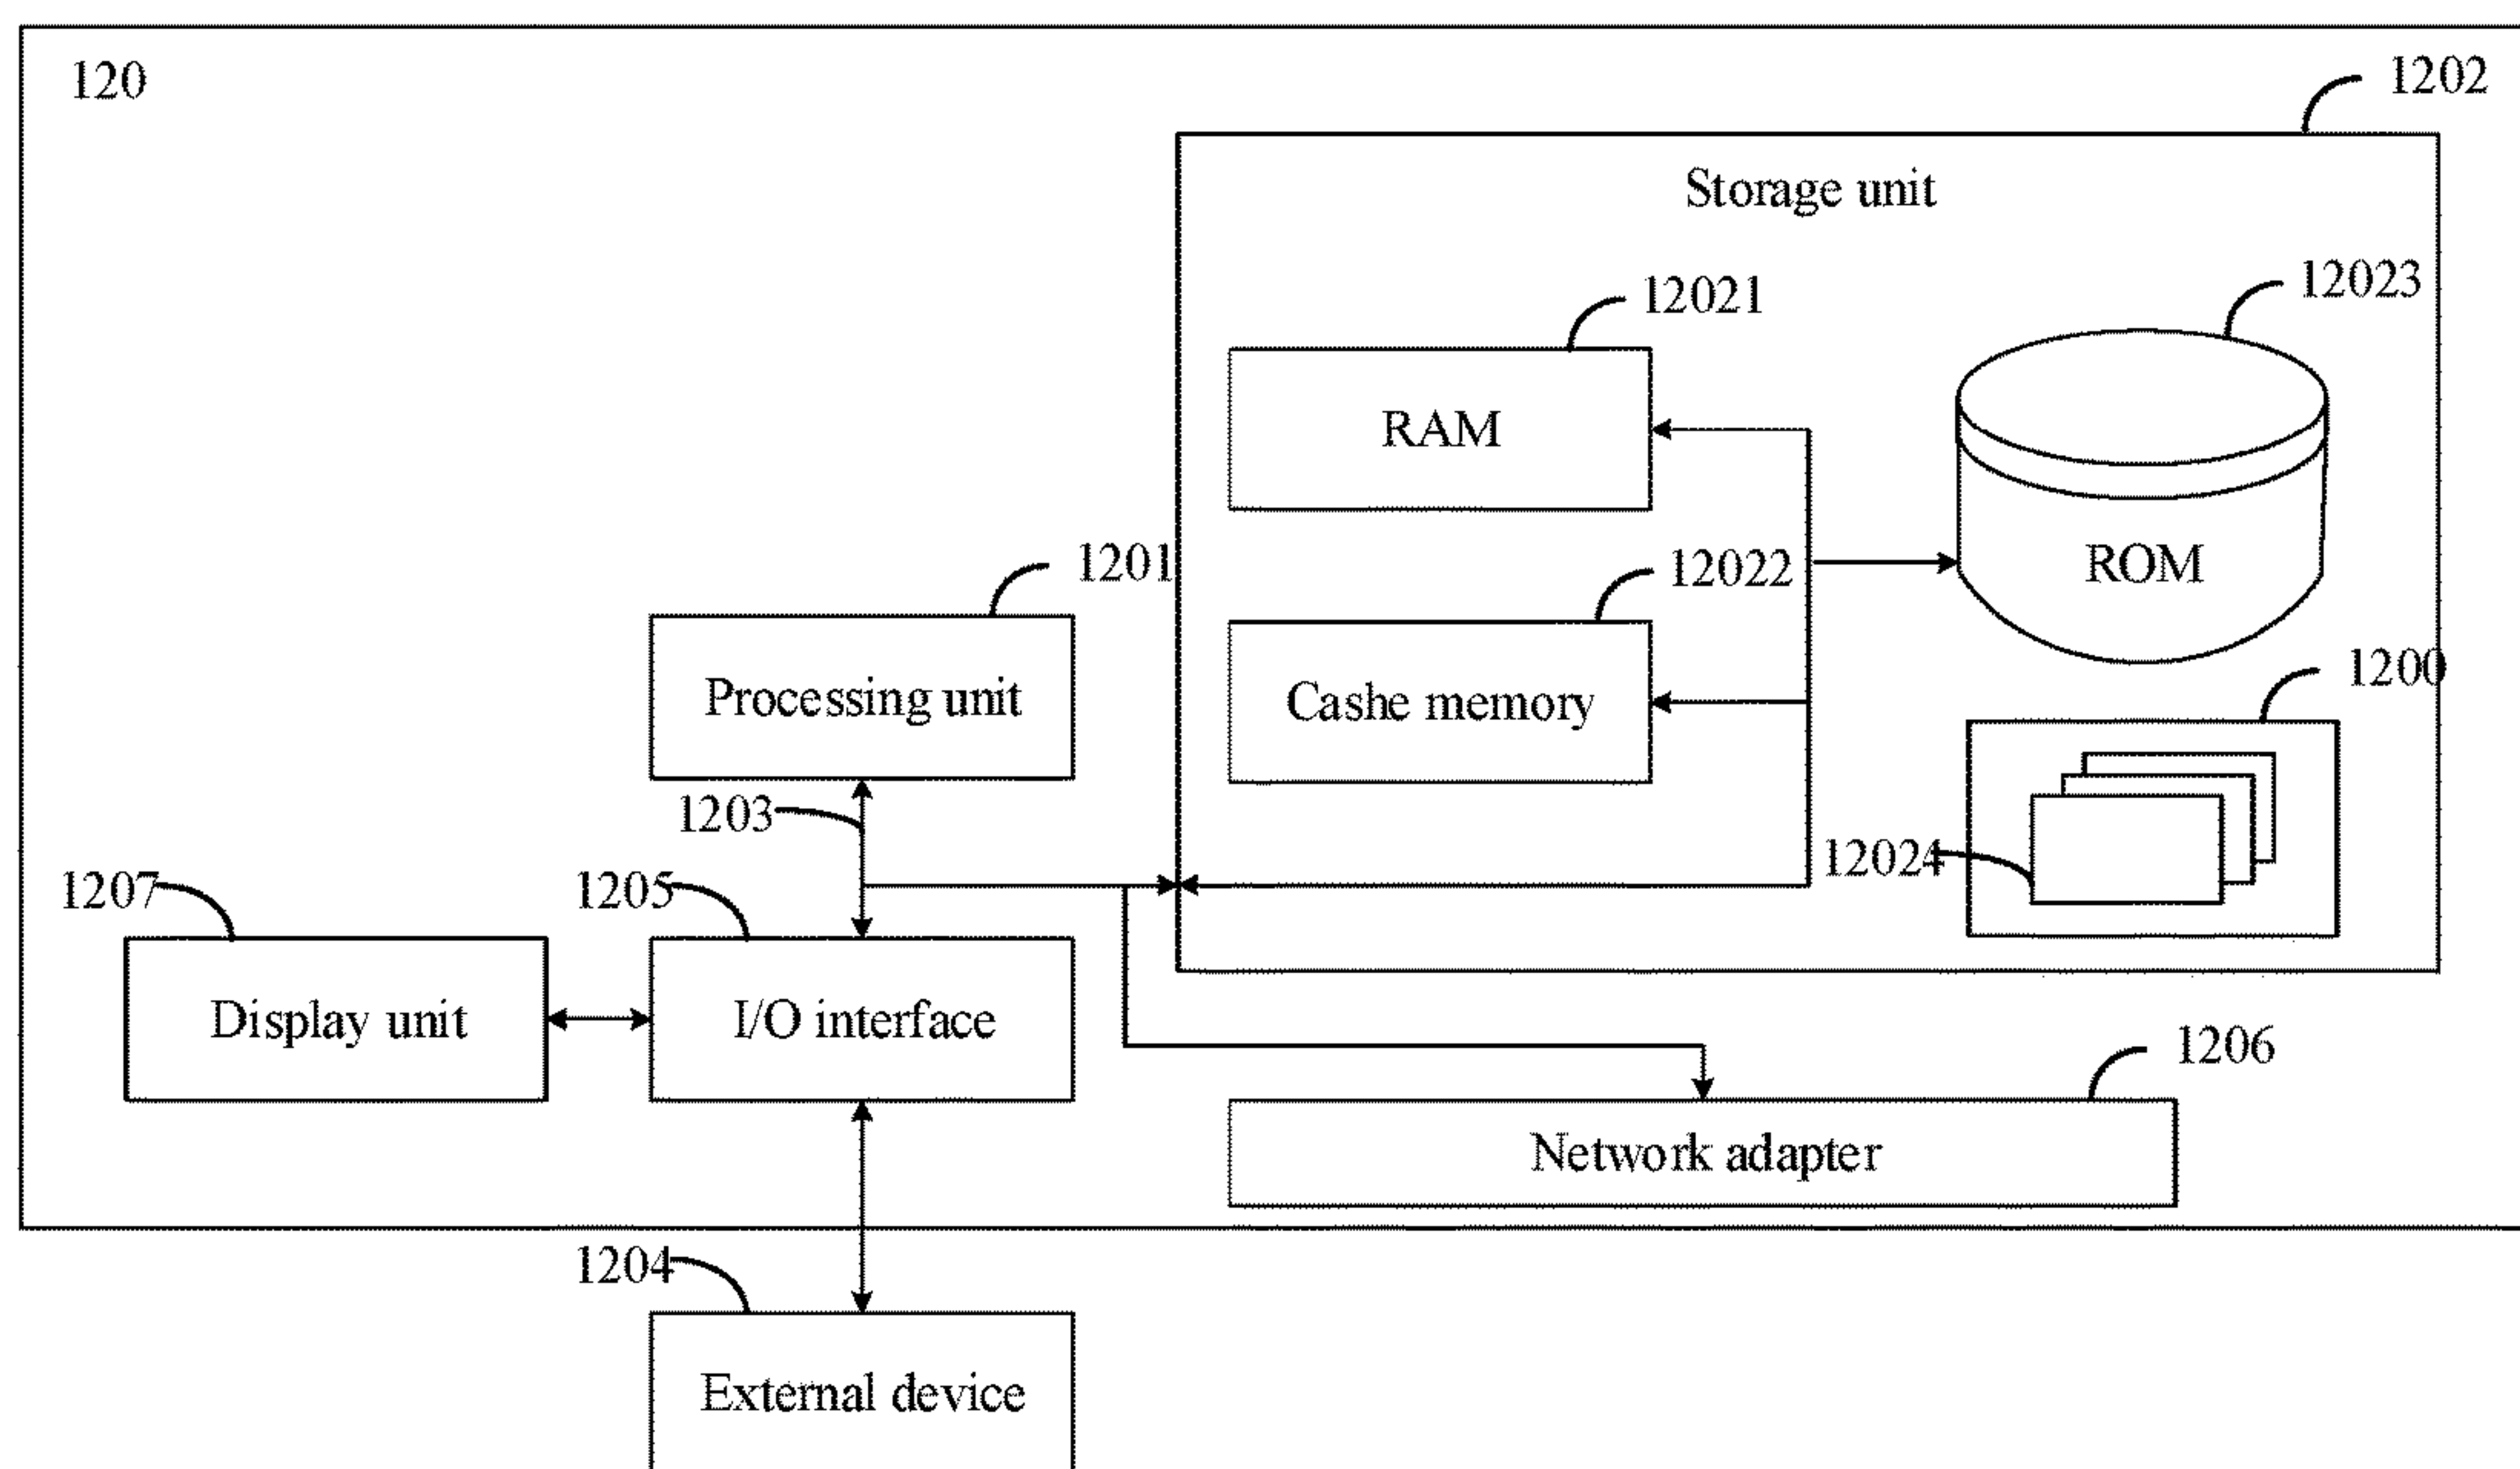 120
1202
Storage unit
12023
12021
RAM
ROM
1201
12022
Processing unit
Cashe memory
1200
1203
12024
1207
1205
Display unit
I/O interface
1206
Network adapter
1204
External device